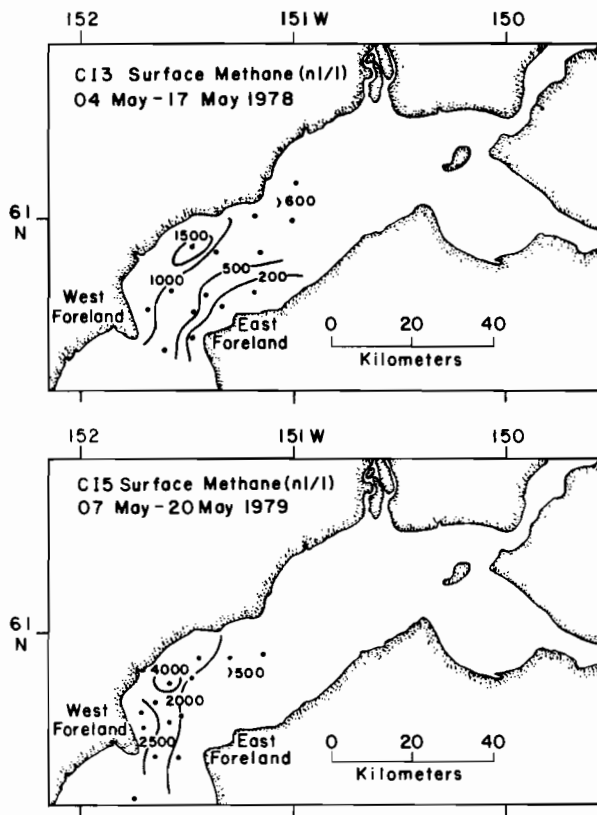 152 151 W 150
CI3 Surface Methane (nl/l)
04 May-17 May 1978
61
N
>600
1500
1000
500
200
West
Foreland
East
Foreland
0 20 40
Kilometers
152 151 W 150
CI5 Surface Methane (nl/l)
07 May-20 May 1979
61
N
>500
4000
2000
2500
West
Foreland
East
Foreland
0 20 40
Kilometers